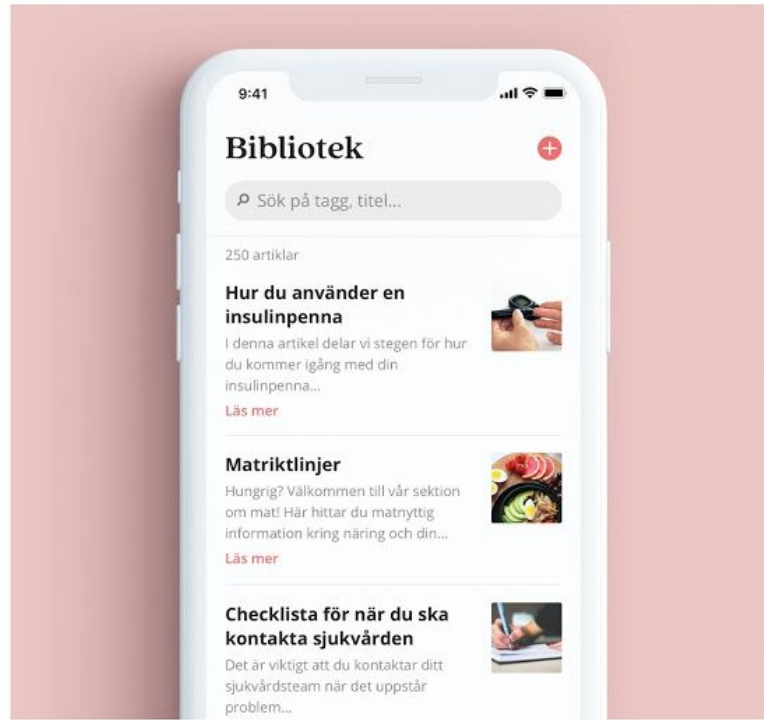 9:41
Bibliotek
Sök på tagg, titel...
250 artiklar
Hur du använder en
insulinpenna
I denna artikel delar vi stegen för hur
du kommer igång med din
insulinpenna...
Läs mer
Matriktlinjer
Hungrig? Välkommen till vår sektion
om mat! Här hittar du matnyttig
information kring näring och din...
Läs mer
Checklista för när du ska
kontakta sjukvården
Det är viktigt att du kontaktar ditt
sjukvårdsteam när det uppstår
problem...